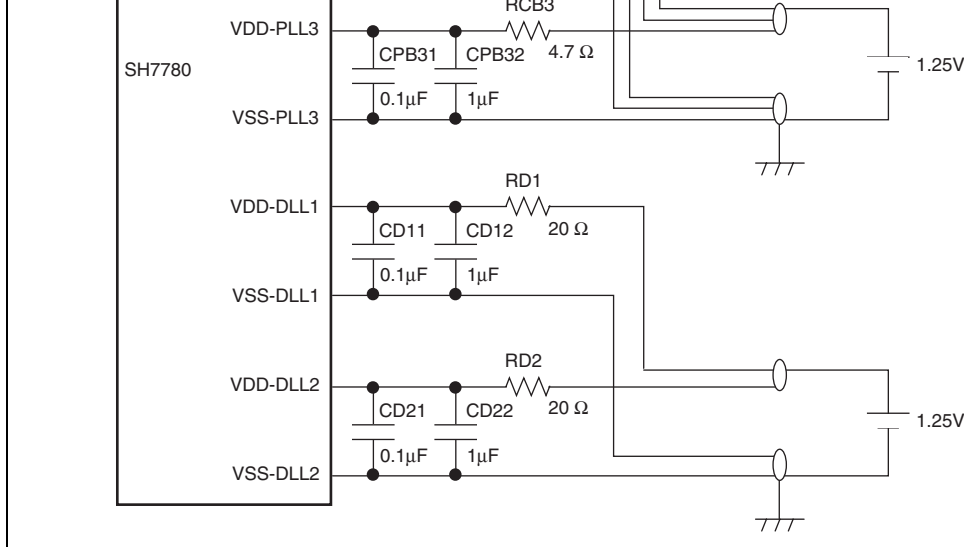 RCB3
VDD-PLL3
4.7 Ω
CPB31
CPB32
SH7780
1.25V
0.1μF
1μF
VSS-PLL3
RD1
VDD-DLL1
20 Ω
CD11
CD12
0.1μF
1μF
VSS-DLL1
RD2
VDD-DLL2
20 Ω
CD21
CD22
1.25V
0.1μF
1μF
VSS-DLL2